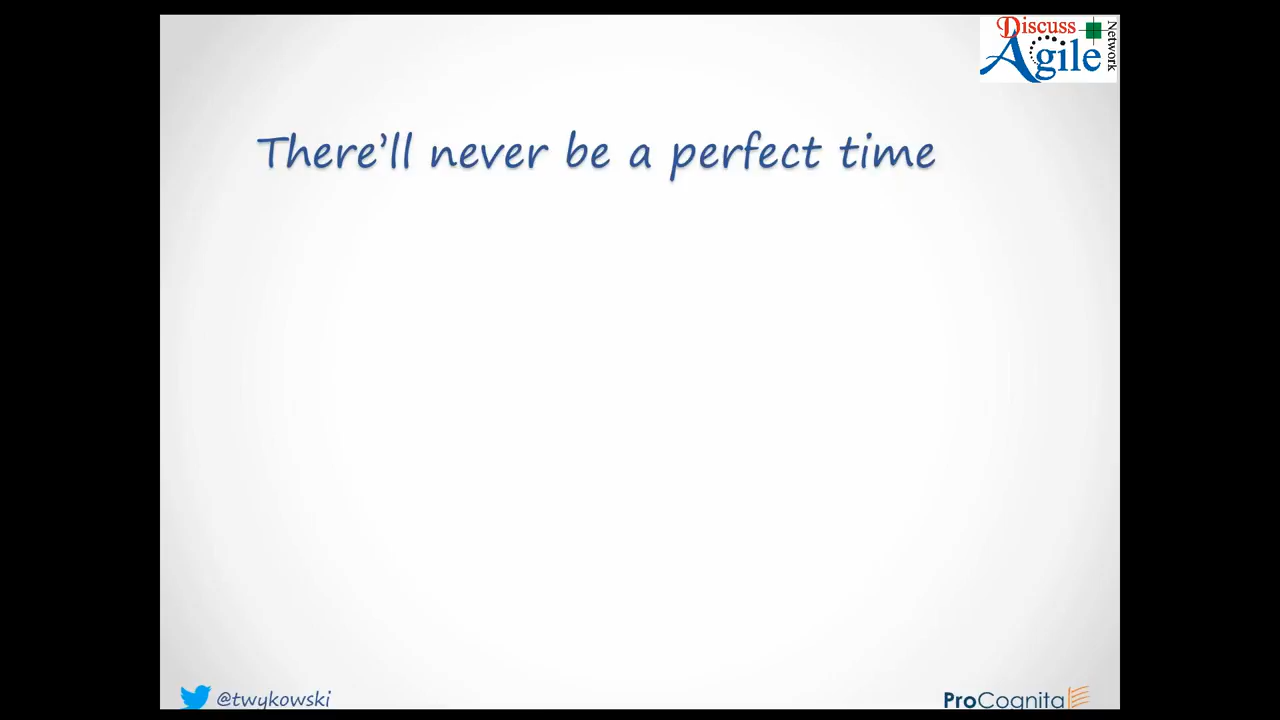 Discuss
Agile
Network
There'll never be a perfect time
@twykowski
ProCognita